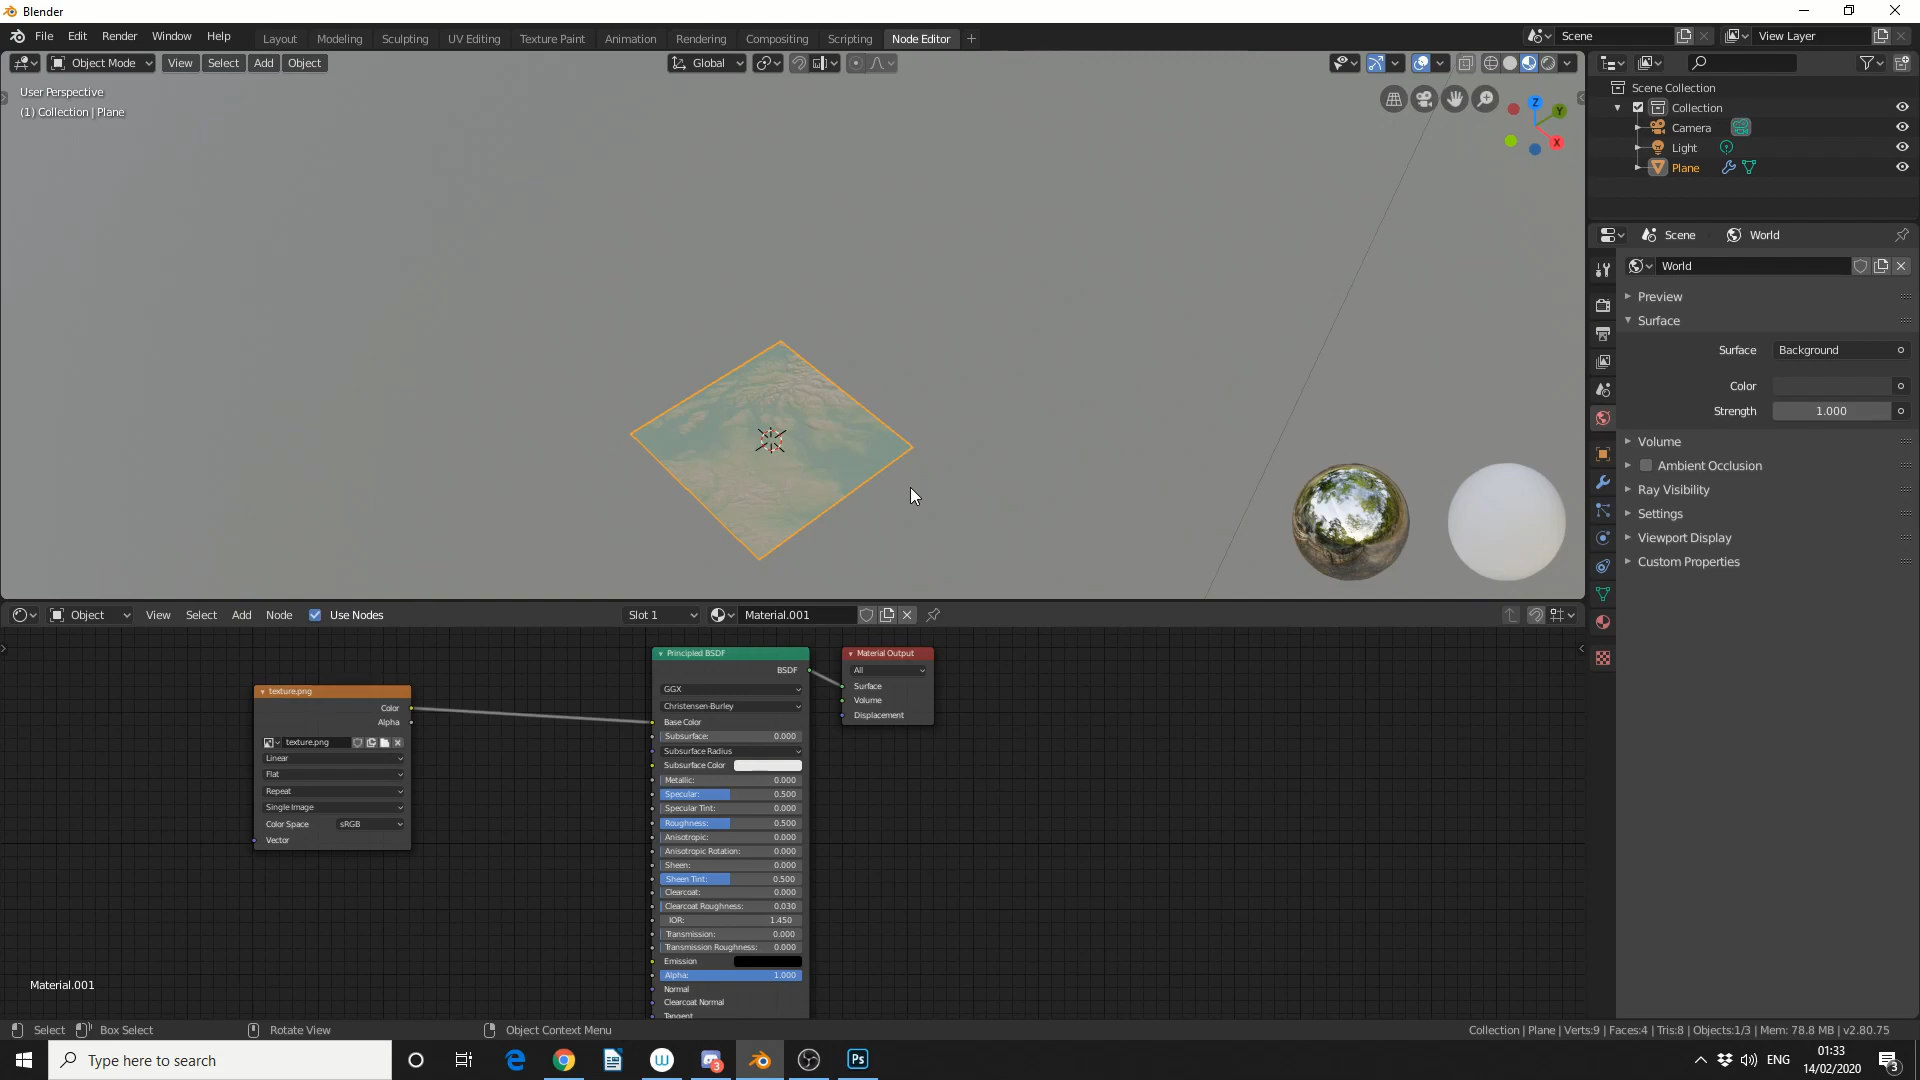 Blender
File Edit Render Window Help
Layout Modeling Sculpting UV Editing Texture Paint Animation Rendering Compositing Scripting Node Editor +
Scene
View Layer
Object Mode View Select Add Object
Global
User Perspective
(1) Collection | Plane
Z
Y
X
Scene Collection
Collection
Camera
Light
Plane
Scene World
World
Preview
Surface
Surface Background
Color
Strength 1.000
Volume
Ambient Occlusion
Ray Visibility
Settings
Viewport Display
Custom Properties
Object View Select Add Node Use Nodes
Slot 1 Material.001
texture.png
Color
Alpha
texture.png
Linear
Flat
Repeat
Single Image
Color Space sRGB
Vector
Principled BSDF
BSDF
GGX
Christensen-Burley
Base Color
Subsurface: 0.000
Subsurface Radius
Subsurface Color
Metallic: 0.000
Specular: 0.500
Specular Tint: 0.000
Roughness: 0.500
Anisotropic: 0.000
Anisotropic Rotation: 0.000
Sheen: 0.000
Sheen Tint: 0.500
Clearcoat: 0.000
Clearcoat Roughness: 0.030
IOR: 1.450
Transmission: 0.000
Transmission Roughness: 0.000
Emission
Alpha: 1.000
Normal
Clearcoat Normal
Tangent
Material Output
All
Surface
Volume
Displacement
Material.001
Select Box Select Rotate View Object Context Menu
Collection | Plane | Verts:9 | Faces:4 | Tris:8 | Objects:1/3 | Mem: 78.8 MB | v2.80.75
Type here to search
W
3
Ps
ENG
01:33
14/02/2020
3